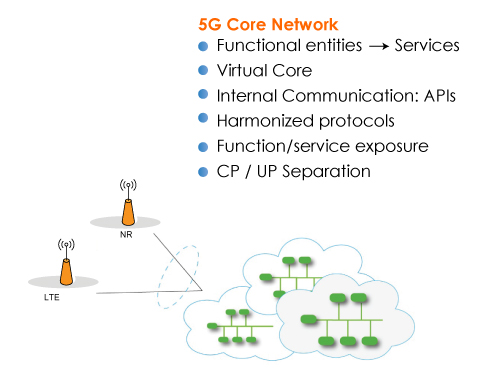 5G Core Network
Functional entities → Services
Virtual Core
Internal Communication: APIs
Harmonized protocols
Function/service exposure
CP / UP Separation
NR
LTE